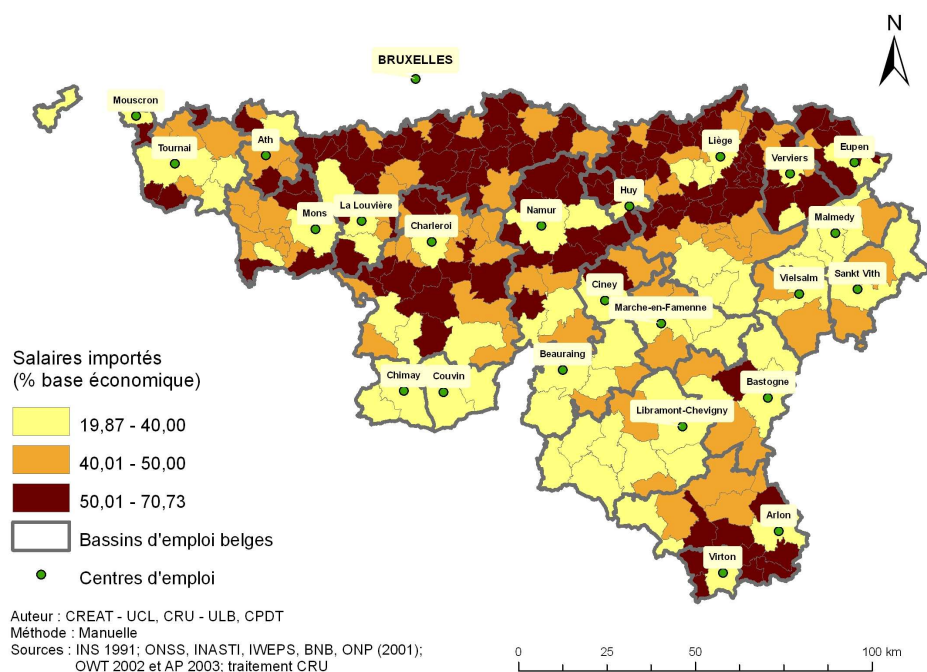 N
BRUXELLES
Mouscron
Tournai
Ath
Liège
Eupen
Verviers
Huy
Mons
La Louvière
Charleroi
Namur
Malmedy
Ciney
Vielsalm
Sankt Vith
Marche-en-Famenne
Beauraing
Chimay
Couvin
Bastogne
Libramont-Chevigny
Arlon
Virton
Salaires importés
(% base économique)
19,87 - 40,00
40,01 - 50,00
50,01 - 70,73
Bassins d'emploi belges
Centres d'emploi
Auteur : CREAT - UCL, CRU - ULB, CPDT
Méthode : Manuelle
Sources : INS 1991; ONSS, INASTI, IWEPS, BNB, ONP (2001);
OWT 2002 et AP 2003; traitement CRU
0 25 50 100 km